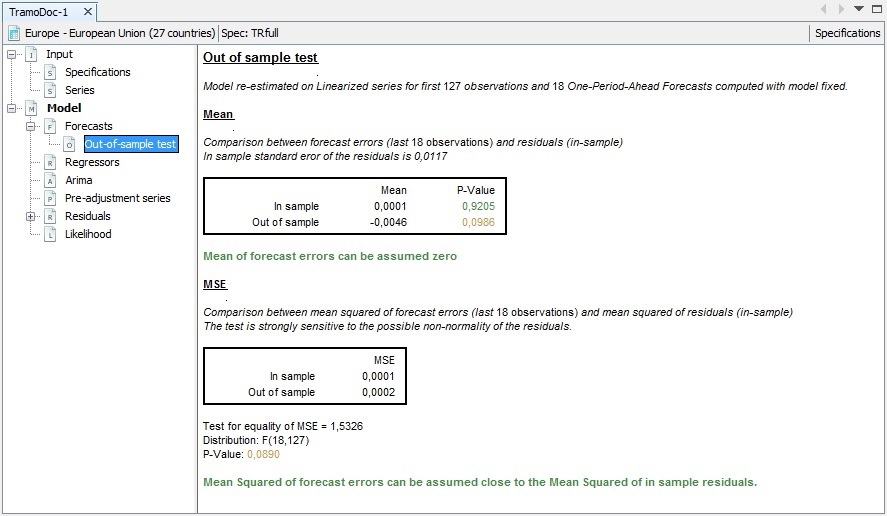 TramoDoc-1
Europe - European Union (27 countries) Spec: TRfull Specifications
Input
Specifications
Series
Model
Forecasts
Out-of-sample test
Regressors
Arima
Pre-adjustment series
Residuals
Likelihood
Out of sample test
.
Model re-estimated on Linearized series for first 127 observations and 18 One-Period-Ahead Forecasts computed with model fixed.
Mean
.
Comparison between forecast errors (last 18 observations) and residuals (in-sample)
In sample standard eror of the residuals is 0,0117
Mean P-Value
In sample 0,0001 0,9205
Out of sample -0,0046 0,0986
Mean of forecast errors can be assumed zero
MSE
.
Comparison between mean squared of forecast errors (last 18 observations) and mean squared of residuals (in-sample)
The test is strongly sensitive to the possible non-normality of the residuals.
MSE
In sample 0,0001
Out of sample 0,0002
Test for equality of MSE = 1,5326
Distribution: F(18,127)
P-Value: 0,0890
Mean Squared of forecast errors can be assumed close to the Mean Squared of in sample residuals.